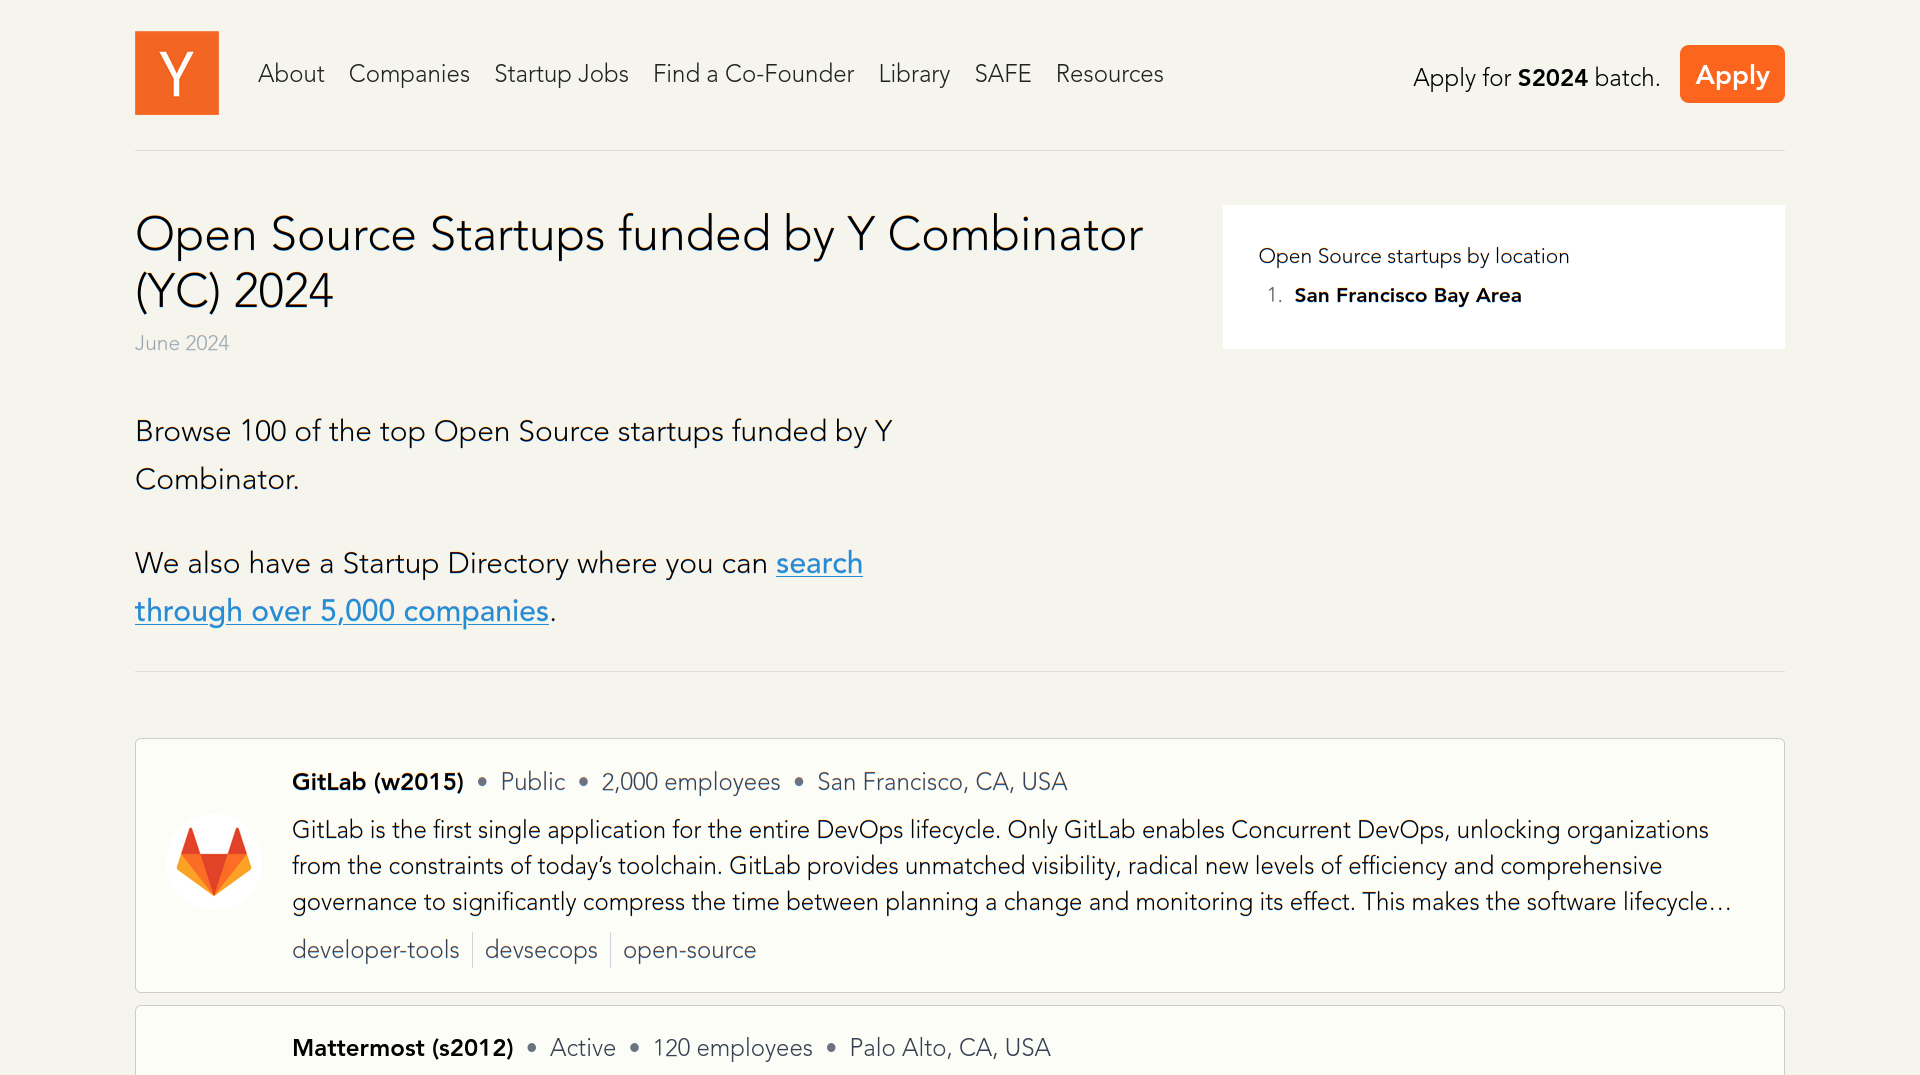 Y
About
Companies
Startup Jobs
Find a Co-Founder
Library
SAFE
Resources
Apply for S2024 batch.
Apply
Open Source Startups funded by Y Combinator
(YC) 2024
June 2024
Open Source startups by location
1. San Francisco Bay Area
Browse 100 of the top Open Source startups funded by Y
Combinator.
We also have a Startup Directory where you can search
through over 5,000 companies.
GitLab (w2015) • Public • 2,000 employees • San Francisco, CA, USA
GitLab is the first single application for the entire DevOps lifecycle. Only GitLab enables Concurrent DevOps, unlocking organizations
from the constraints of today’s toolchain. GitLab provides unmatched visibility, radical new levels of efficiency and comprehensive
governance to significantly compress the time between planning a change and monitoring its effect. This makes the software lifecycle…
developer-tools
devsecops
open-source
Mattermost (s2012) • Active • 120 employees • Palo Alto, CA, USA